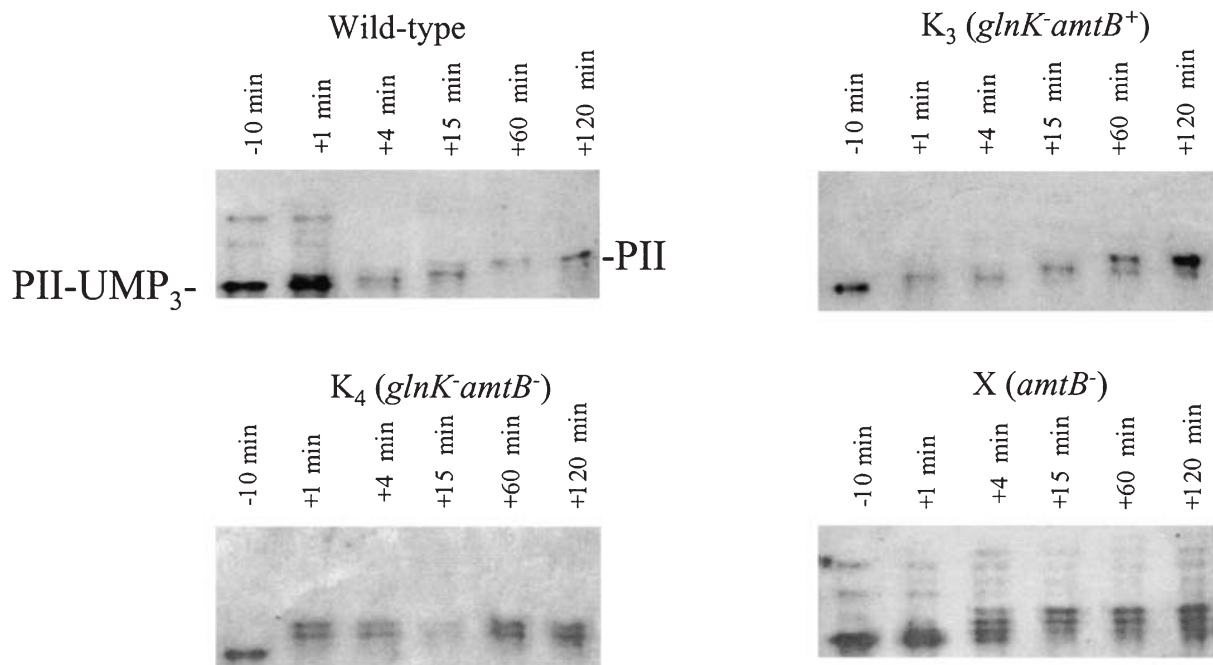 Wild-type
-10 min
+1 min
+4 min
+15 min
+60 min
+120 min
PII-UMP3-
-PII
K3 (glnK-amtB+)
-10 min
+1 min
+4 min
+15 min
+60 min
+120 min
K4 (glnK-amtB-)
-10 min
+1 min
+4 min
+15 min
+60 min
+120 min
X (amtB-)
-10 min
+1 min
+4 min
+15 min
+60 min
+120 min